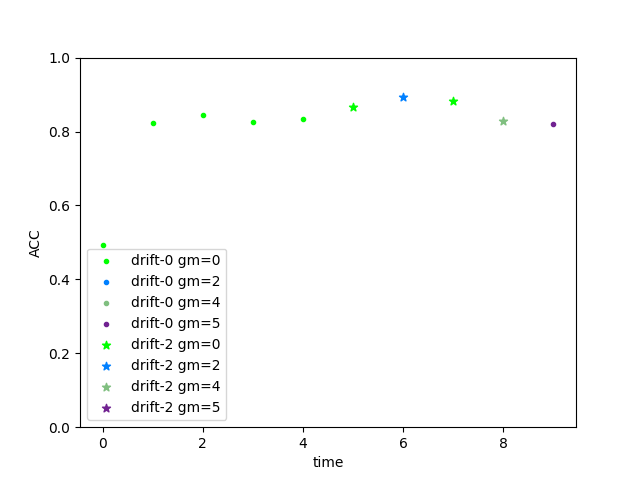 1.0
0.8
0.6
0.4
0.2
0.0
ACC
drift-0 gm=0
drift-0 gm=2
drift-0 gm=4
drift-0 gm=5
drift-2 gm=0
drift-2 gm=2
drift-2 gm=4
drift-2 gm=5
0 2 4 6 8
time